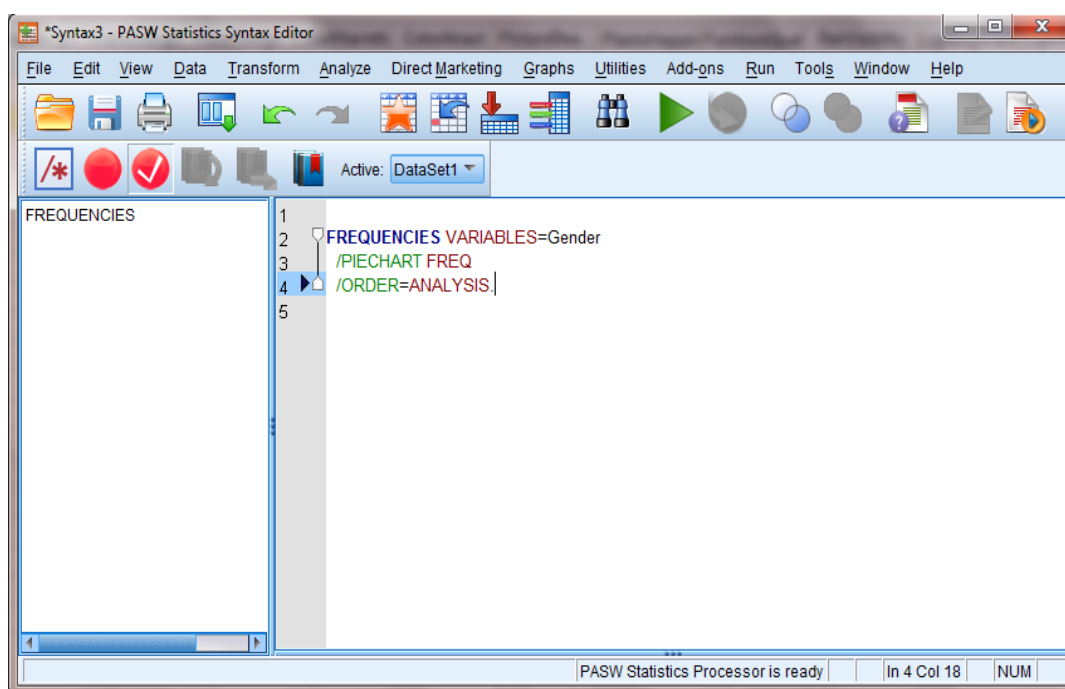 *Syntax3 - PASW Statistics Syntax Editor
File Edit View Data Transform Analyze Direct Marketing Graphs Utilities Add-ons Run Tools Window Help
/*
Active: DataSet1
FREQUENCIES
1
2 FREQUENCIES VARIABLES=Gender
3 /PIECHART FREQ
4 /ORDER=ANALYSIS.
5
PASW Statistics Processor is ready In 4 Col 18 NUM